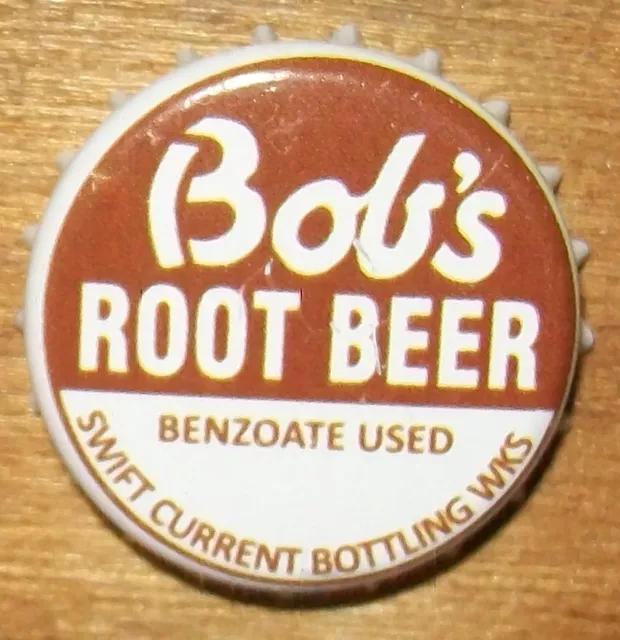 Bob's
ROOT BEER
BENZOATE USED
SWIFT CURRENT BOTTLING WKS